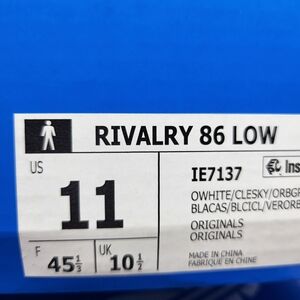 RIVALRY 86 LOW
US
11
F
45⅓
UK
10½
IE7137
OWHITE/CLESKY/ORBGR
BLACAS/BLCICL/VERORB
ORIGINALS
ORIGINALS
MADE IN CHINA
FABRIQUÉ EN CHINE